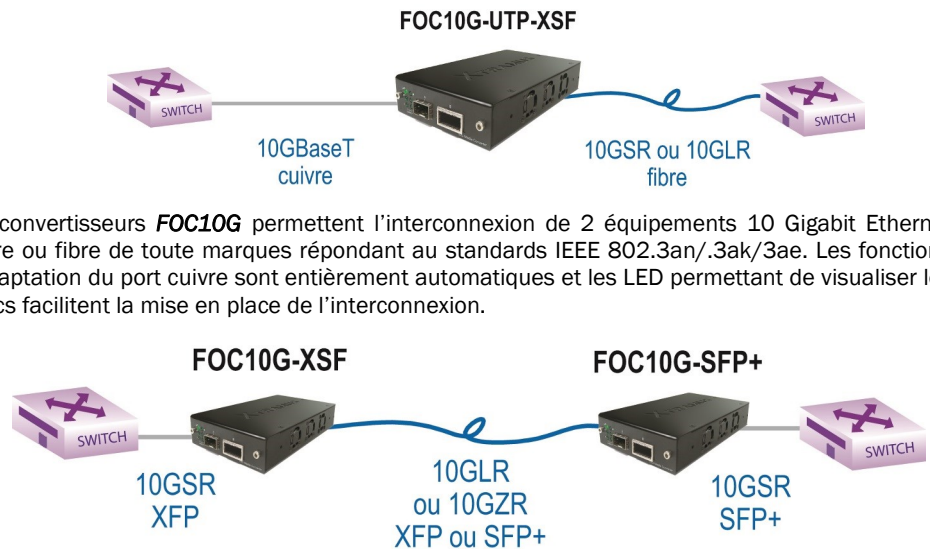 FOC10G-UTP-XSF
SWITCH
SWITCH
10GBaseT
cuivre
10GSR ou 10GLR
fibre
convertisseurs FOC10G permettent l'interconnexion de 2 équipements 10 Gigabit Ethern
re ou fibre de toute marques répondant au standards IEEE 802.3an/.3ak/3ae. Les fonction
aptation du port cuivre sont entièrement automatiques et les LED permettant de visualiser l
cs facilitent la mise en place de l'interconnexion.
FOC10G-XSF
FOC10G-SFP+
SWITCH
SWITCH
10GSR
XFP
10GLR
ou 10GZR
XFP ou SFP+
10GSR
SFP+